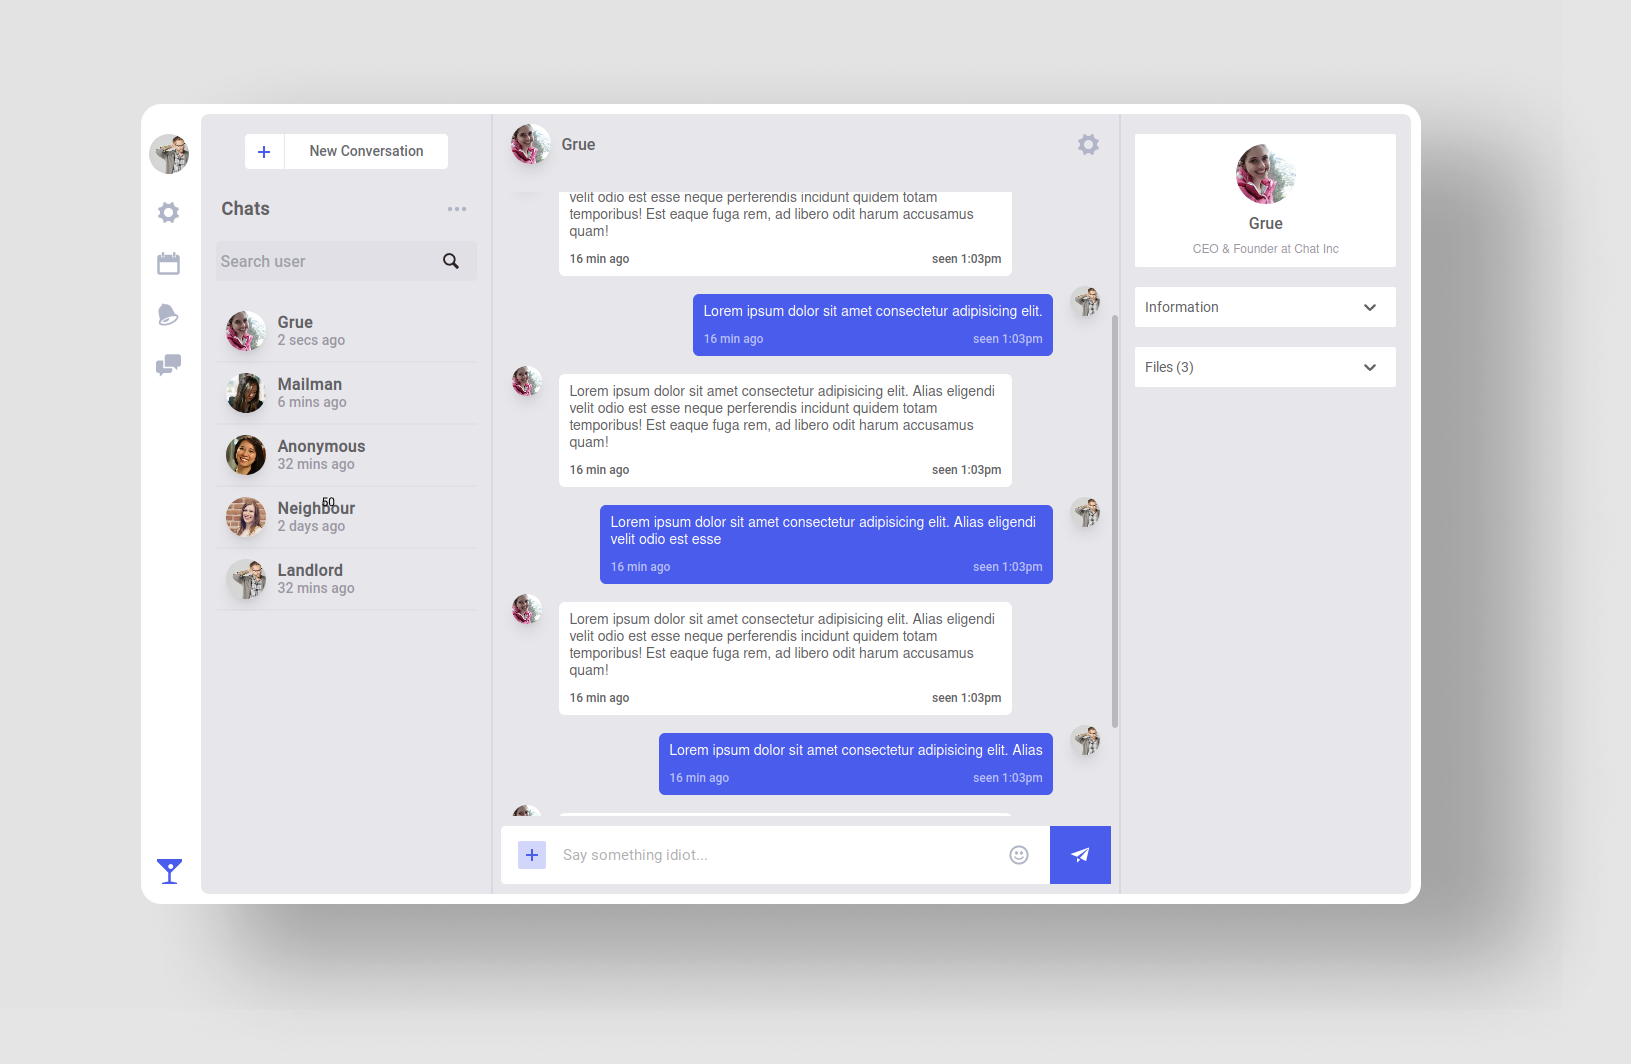 New Conversation
Chats
Search user
Grue
2 secs ago
Mailman
6 mins ago
Anonymous
32 mins ago
50
Neighbour
2 days ago
Landlord
32 mins ago
Grue
velit odio est esse neque perferendis incidunt quidem totam
temporibus! Est eaque fuga rem, ad libero odit harum accusamus
quam!
16 min ago seen 1:03pm
Lorem ipsum dolor sit amet consectetur adipisicing elit.
16 min ago seen 1:03pm
Lorem ipsum dolor sit amet consectetur adipisicing elit. Alias eligendi
velit odio est esse neque perferendis incidunt quidem totam
temporibus! Est eaque fuga rem, ad libero odit harum accusamus
quam!
16 min ago seen 1:03pm
Lorem ipsum dolor sit amet consectetur adipisicing elit. Alias eligendi
velit odio est esse
16 min ago seen 1:03pm
Lorem ipsum dolor sit amet consectetur adipisicing elit. Alias eligendi
velit odio est esse neque perferendis incidunt quidem totam
temporibus! Est eaque fuga rem, ad libero odit harum accusamus
quam!
16 min ago seen 1:03pm
Lorem ipsum dolor sit amet consectetur adipisicing elit. Alias
16 min ago seen 1:03pm
Say something idiot...
Grue
CEO & Founder at Chat Inc
Information
Files (3)